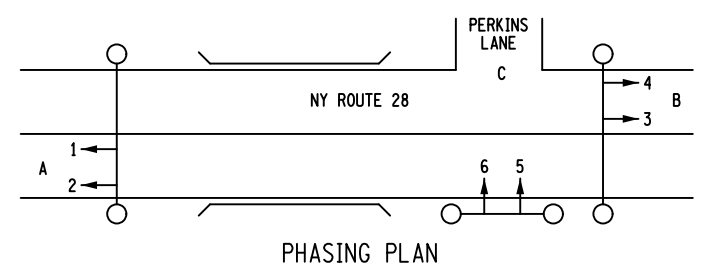 PERKINS
LANE
C
4
NY ROUTE 28
B
3
1
A
2
6 5
PHASING PLAN